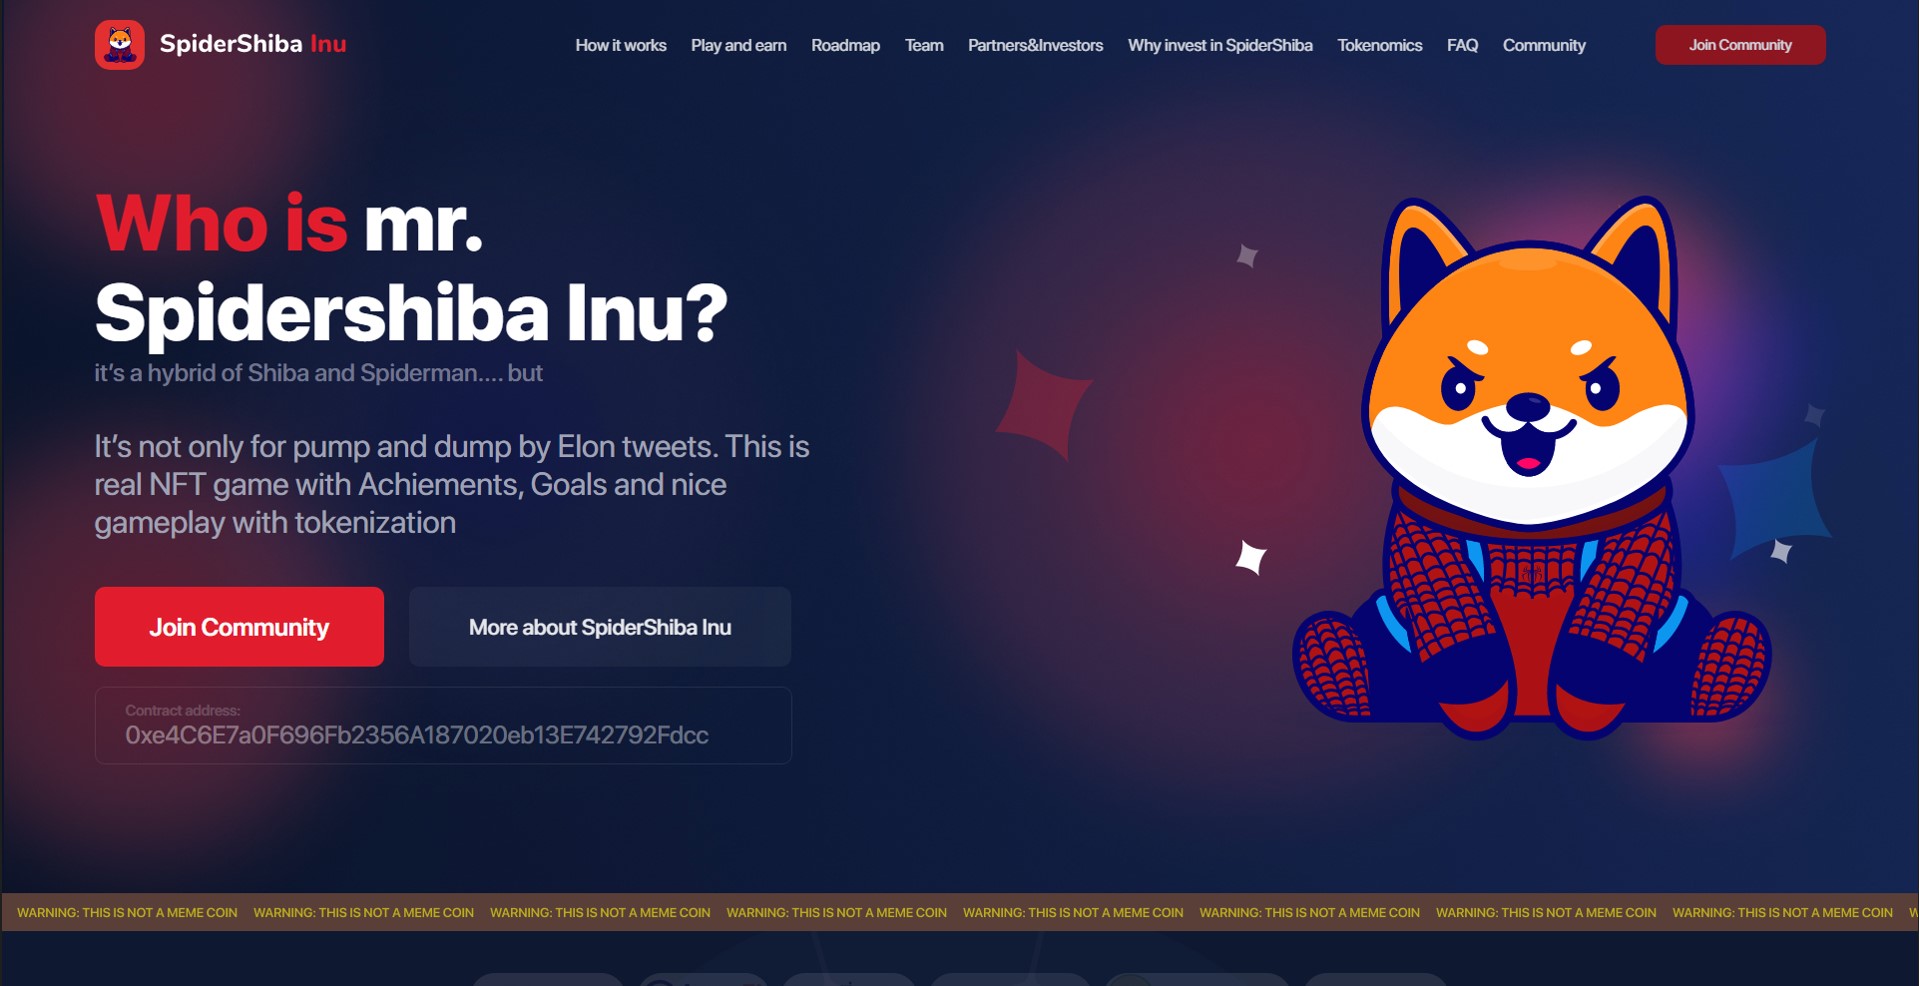 SpiderShiba Inu
How it works
Play and earn
Roadmap
Team
Partners&Investors
Why invest in SpiderShiba
Tokenomics
FAQ
Community
Join Community
Who is mr.
Spidershiba Inu?
it's a hybrid of Shiba and Spiderman.... but
It's not only for pump and dump by Elon tweets. This is
real NFT game with Achiements, Goals and nice
gameplay with tokenization
Join Community
More about SpiderShiba Inu
Contract address:
0xe4C6E7a0F696Fb2356A187020eb13E742792Fdcc
WARNING: THIS IS NOT A MEME COIN WARNING: THIS IS NOT A MEME COIN WARNING: THIS IS NOT A MEME COIN WARNING: THIS IS NOT A MEME COIN WARNING: THIS IS NOT A MEME COIN WARNING: THIS IS NOT A MEME COIN WARNING: THIS IS NOT A MEME COIN WARNING: THIS IS NOT A MEME COIN